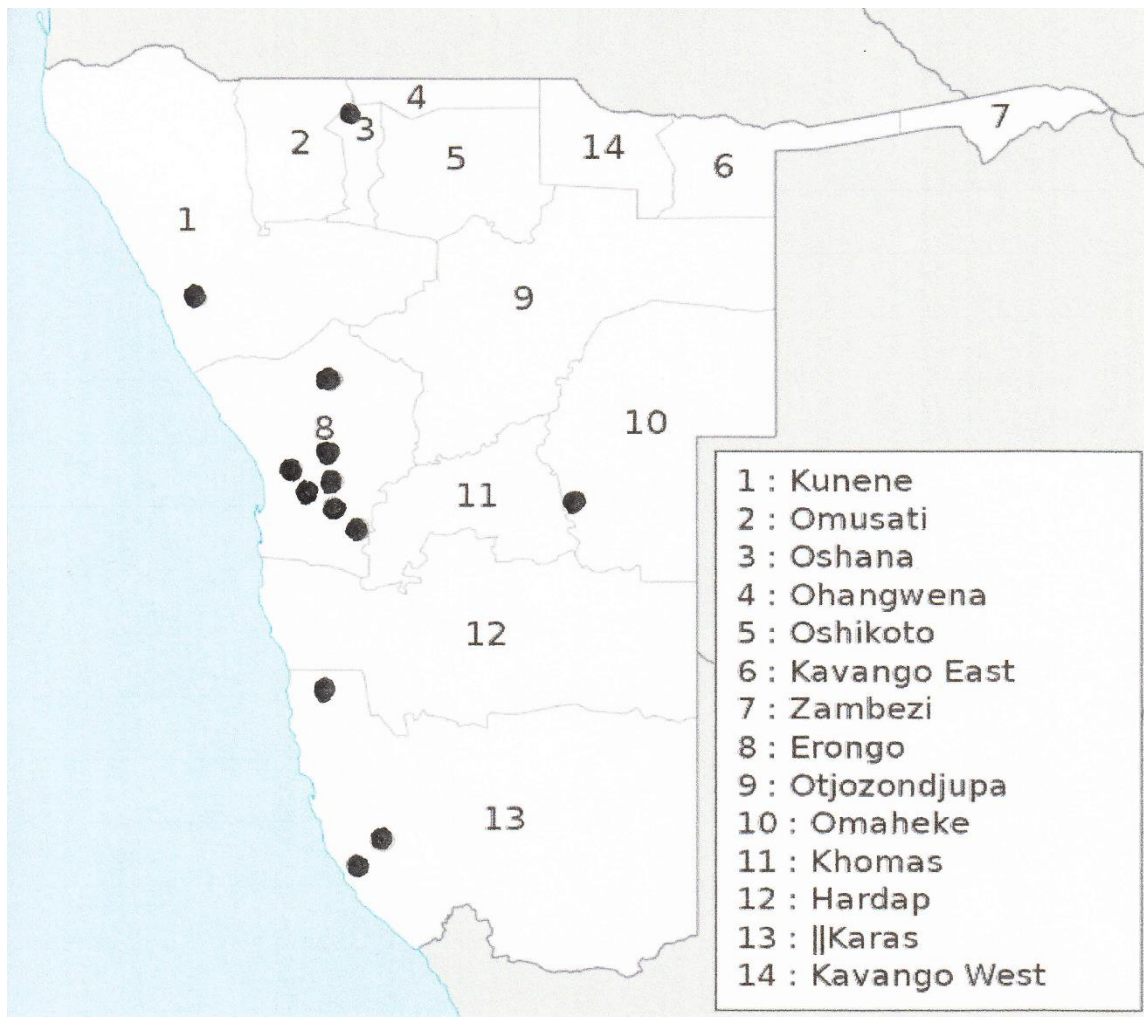 4
7
3
2
14
5
6
1
9
8
10
11
12
13
1 : Kunene
2 : Omusati
3 : Oshana
4 : Ohangwena
5 : Oshikoto
6 : Kavango East
7 : Zambezi
8 : Erongo
9 : Otjozondjupa
10 : Omaheke
11 : Khomas
12 : Hardap
13 : ǁKaras
14 : Kavango West